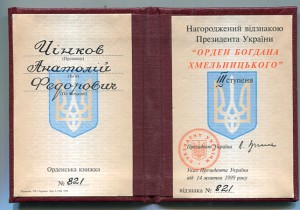 Цінков
(Прізвище)
Анатолій
(Ім'я)
Федорович
(По батькові)
Орденська книжка
№ 821
Нагороджений відзнакою
Президента України
"ОРДЕН БОГДАНА
ХМЕЛЬНИЦЬКОГО"
III ступеня
Президент України
Указ Президента України
від 14 жовтня 1999 року
відзнака № 821